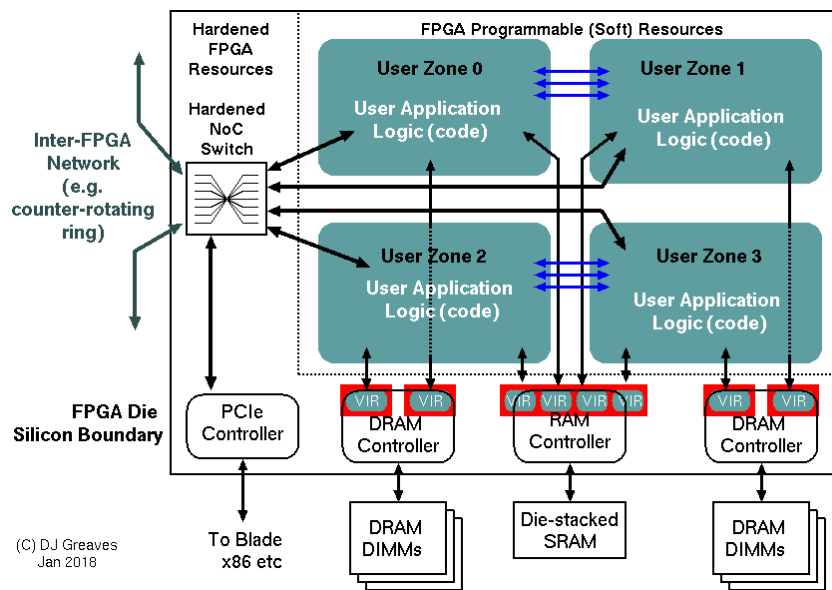 Hardened
FPGA
Resources
FPGA Programmable (Soft) Resources
Hardened
NoC
Switch
User Zone 0
User Application
Logic (code)
User Zone 1
User Application
Logic (code)
Inter-FPGA
Network
(e.g.
counter-rotating
ring)
User Zone 2
User Application
Logic (code)
User Zone 3
User Application
Logic (code)
FPGA Die
Silicon Boundary
PCIe
Controller
VIR
VIR
DRAM
Controller
VIR
VIR
VIR
VIR
RAM
Controller
VIR
VIR
DRAM
Controller
To Blade
x86 etc
DRAM
DIMMs
Die-stacked
SRAM
DRAM
DIMMs
(C) DJ Greaves
Jan 2018